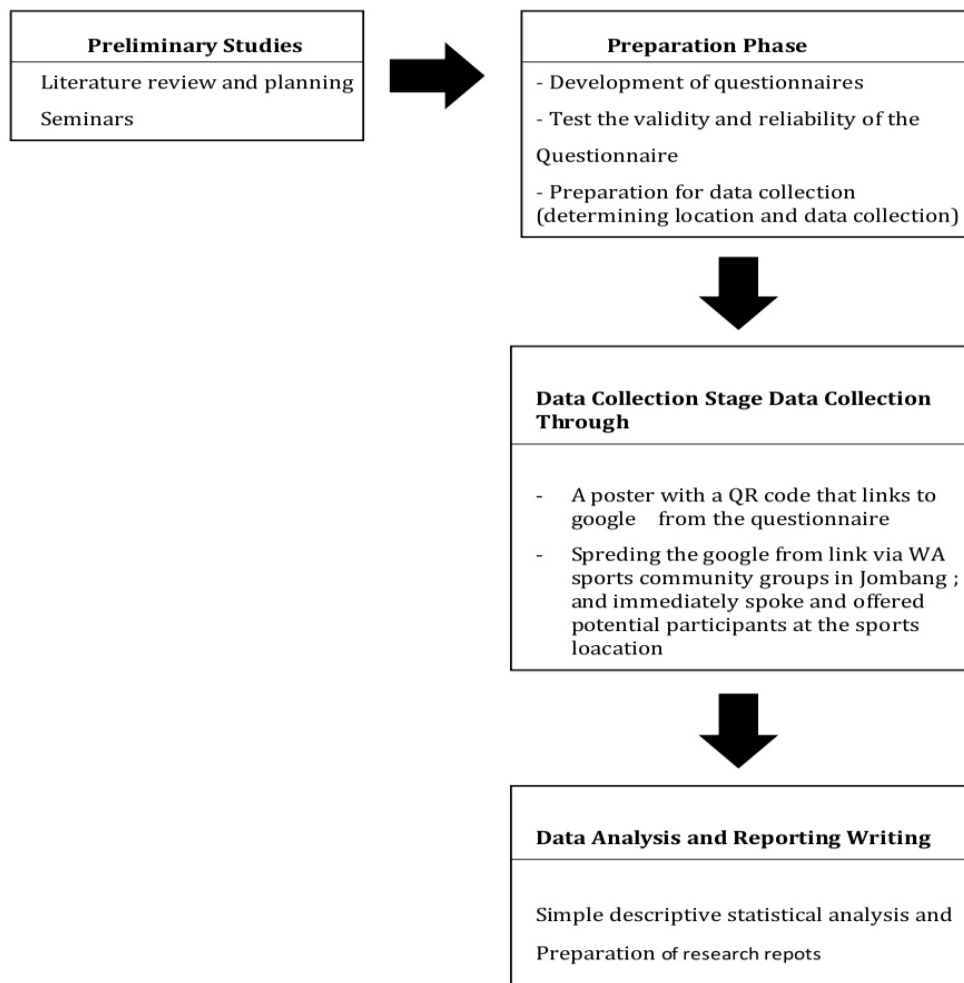 Preliminary Studies
Literature review and planning
Seminars
Preparation Phase
- Development of questionnaires
- Test the validity and reliability of the
Questionnaire
- Preparation for data collection
(determining location and data collection)
Data Collection Stage Data Collection
Through
- A poster with a QR code that links to
google from the questionnaire
- Spreding the google from link via WA
sports community groups in Jombang ;
and immediately spoke and offered
potential participants at the sports
loacation
Data Analysis and Reporting Writing
Simple descriptive statistical analysis and
Preparation of research repots